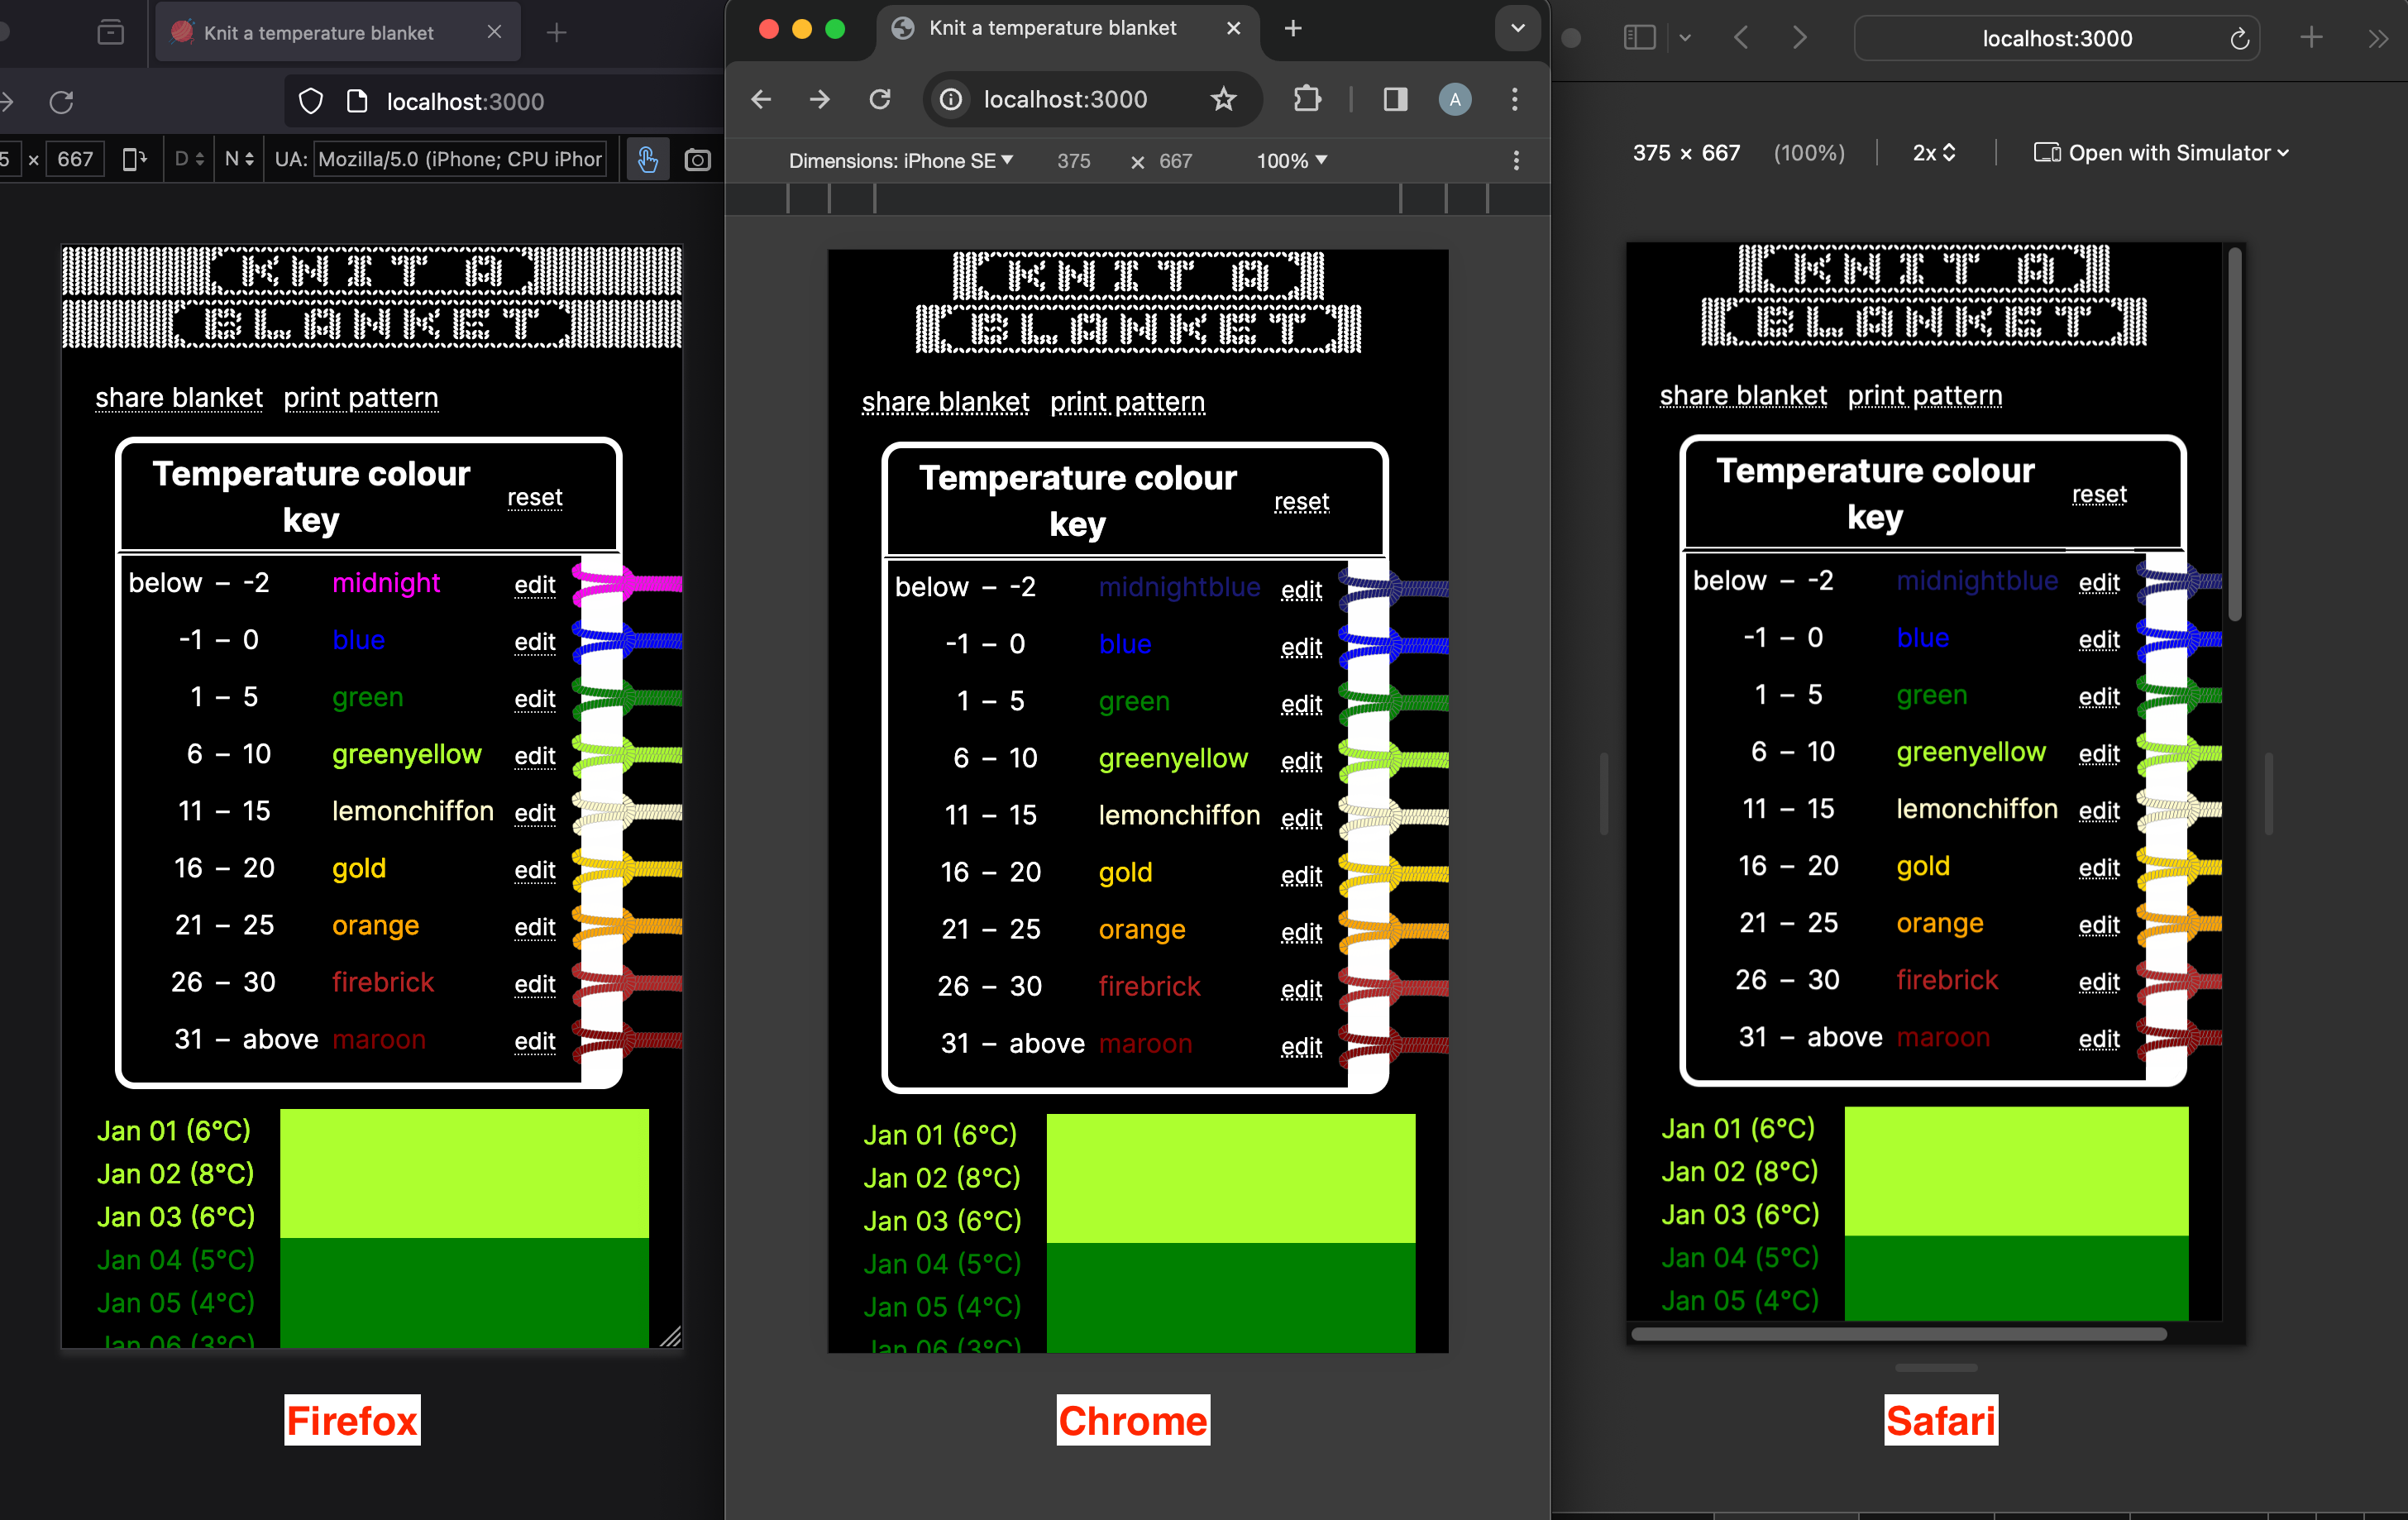 Knit a temperature blanket
localhost:3000
5 × 667 D N UA: Mozilla/5.0 (iPhone; CPU iPhor
KNIT A
BLANKET
share blanket print pattern
Temperature colour
key
reset
below – -2 midnight edit
-1 – 0 blue edit
1 – 5 green edit
6 – 10 greenyellow edit
11 – 15 lemonchiffon edit
16 – 20 gold edit
21 – 25 orange edit
26 – 30 firebrick edit
31 – above maroon edit
Jan 01 (6°C)
Jan 02 (8°C)
Jan 03 (6°C)
Jan 04 (5°C)
Jan 05 (4°C)
Jan 06 (3°C)
Firefox
Knit a temperature blanket
localhost:3000
A
Dimensions: iPhone SE 375 × 667 100%
KNIT A
BLANKET
share blanket print pattern
Temperature colour
key
reset
below – -2 midnightblue edit
-1 – 0 blue edit
1 – 5 green edit
6 – 10 greenyellow edit
11 – 15 lemonchiffon edit
16 – 20 gold edit
21 – 25 orange edit
26 – 30 firebrick edit
31 – above maroon edit
Jan 01 (6°C)
Jan 02 (8°C)
Jan 03 (6°C)
Jan 04 (5°C)
Jan 05 (4°C)
Jan 06 (3°C)
Chrome
localhost:3000
375 × 667 (100%) 2x Open with Simulator
KNIT A
BLANKET
share blanket print pattern
Temperature colour
key
reset
below – -2 midnightblue edit
-1 – 0 blue edit
1 – 5 green edit
6 – 10 greenyellow edit
11 – 15 lemonchiffon edit
16 – 20 gold edit
21 – 25 orange edit
26 – 30 firebrick edit
31 – above maroon edit
Jan 01 (6°C)
Jan 02 (8°C)
Jan 03 (6°C)
Jan 04 (5°C)
Jan 05 (4°C)
Safari